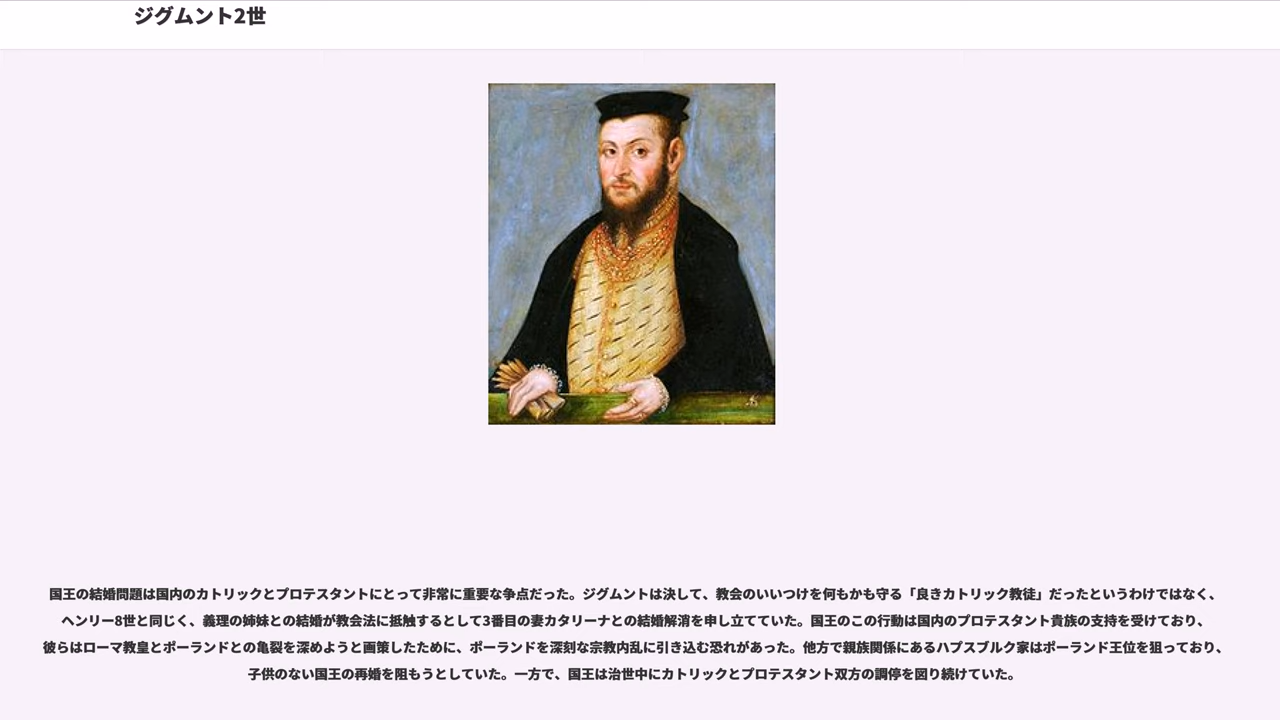 ジグムント2世
国王の結婚問題は国内のカトリックとプロテスタントにとって非常に重要な争点だった。ジグムントは決して、教会のいいつけを何もかも守る「良きカトリック教徒」だったというわけではなく、
ヘンリー8世と同じく、義理の姉妹との結婚が教会法に抵触するとして3番目の妻カタリーナとの結婚解消を申し立てていた。国王のこの行動は国内のプロテスタント貴族の支持を受けており、
彼らはローマ教皇とポーランドとの亀裂を深めようと画策したために、ポーランドを深刻な宗教内乱に引き込む恐れがあった。他方で親族関係にあるハプスブルク家はポーランド王位を狙っており、
子供のない国王の再婚を阻もうとしていた。一方で、国王は治世中にカトリックとプロテスタント双方の調停を図り続けていた。